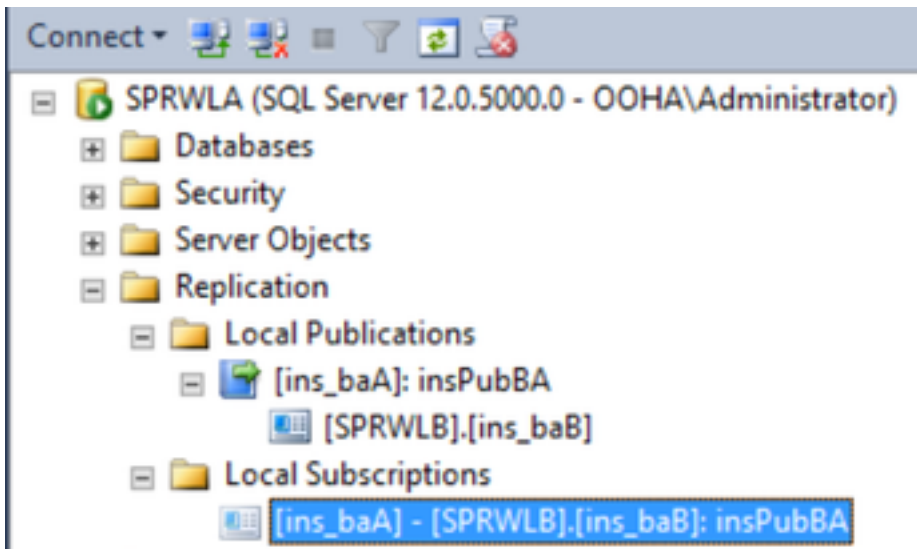 Connect
SPRWLA (SQL Server 12.0.5000.0 - OOHA\Administrator)
Databases
Security
Server Objects
Replication
Local Publications
[ins_baA]: insPubBA
[SPRWLB].[ins_baB]
Local Subscriptions
[ins_baA] - [SPRWLB].[ins_baB]: insPubBA